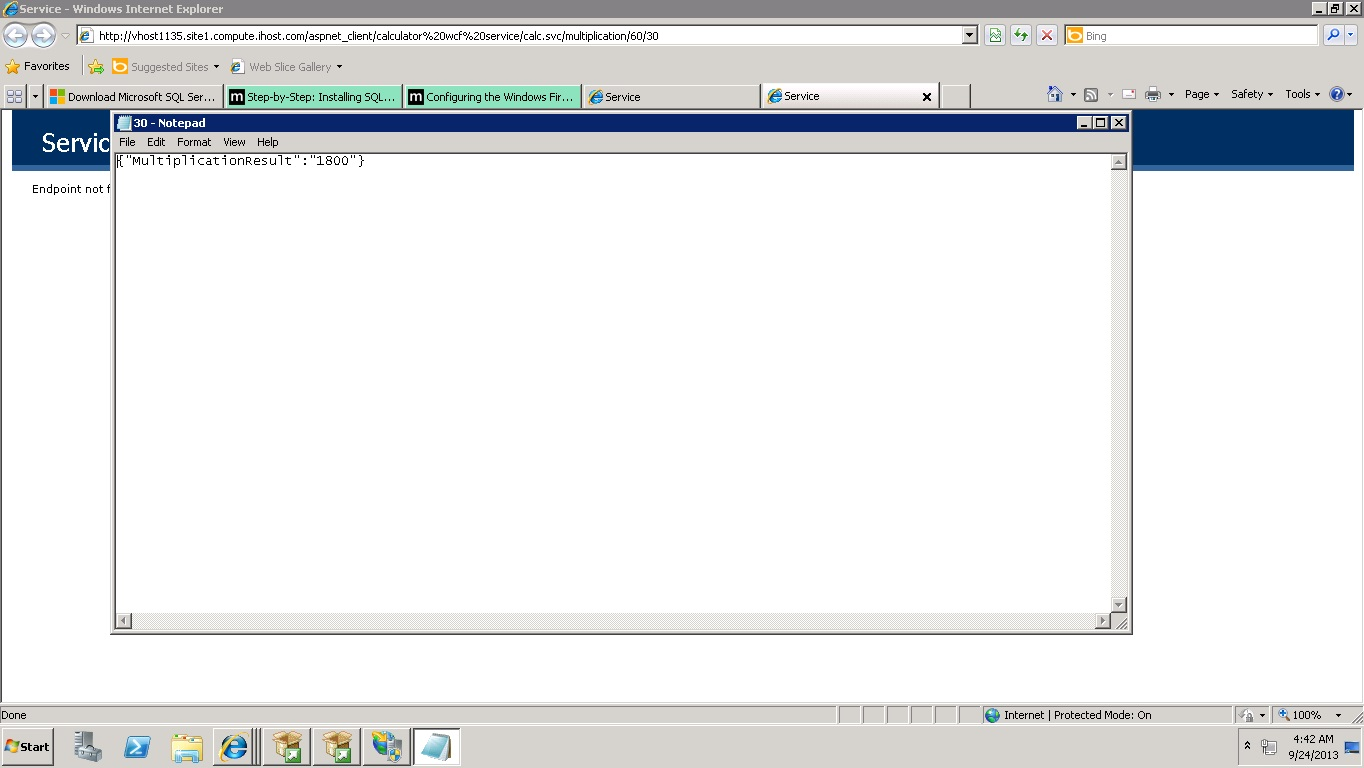 Service - Windows Internet Explorer
http://vhost1135.site1.compute.ihost.com/aspnet_client/calculator%20wcf%20service/calc.svc/multiplication/60/30
Bing
Favorites
Suggested Sites
Web Slice Gallery
Download Microsoft SQL Ser...
Step-by-Step: Installing SQL...
Configuring the Windows Fir...
Service
Service
Page
Safety
Tools
Servic
30 - Notepad
File Edit Format View Help
{"MultiplicationResult":"1800"}
Endpoint not f
Done
Internet | Protected Mode: On
100%
Start
4:42 AM
9/24/2013